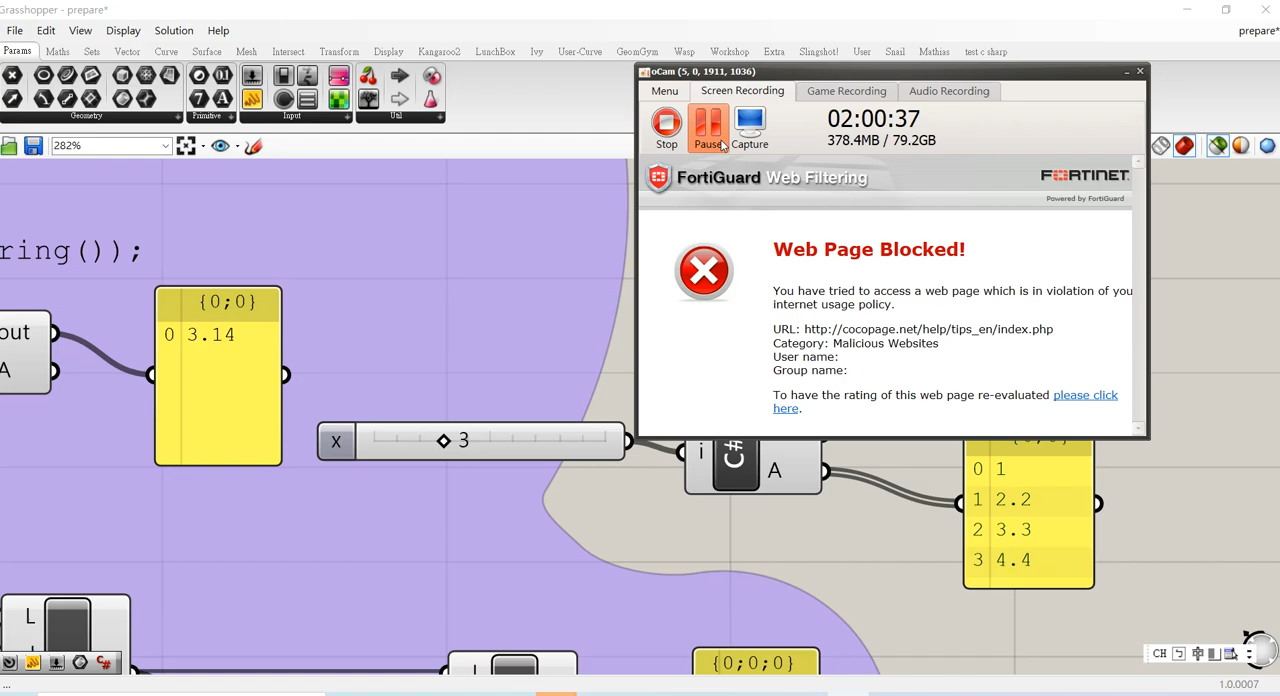 Grasshopper - prepare*
File Edit View Display Solution Help
prepare*
Params Maths Sets Vector Curve Surface Mesh Intersect Transform Display Kangaroo2 LunchBox Ivy User-Curve GeomGym Wasp Workshop Extra Slingshot! User Snail Mathias test c sharp
Geometry Primitive Input Util
282%
oCam (5, 0, 1911, 1036)
Menu Screen Recording Game Recording Audio Recording
Stop Pause Capture
02:00:37
378.4MB / 79.2GB
FortiGuard Web Filtering
FORTINET
Powered by FortiGuard
Web Page Blocked!
You have tried to access a web page which is in violation of you
internet usage policy.
URL: http://cocopage.net/help/tips_en/index.php
Category: Malicious Websites
User name:
Group name:
To have the rating of this web page re-evaluated please click
here.
ring());
out
A
{0;0}
0 3.14
X 3
i C# A
{0;0}
0 1
1 2.2
2 3.3
3 4.4
L
{0;0;0}
CH 中
...
1.0.0007